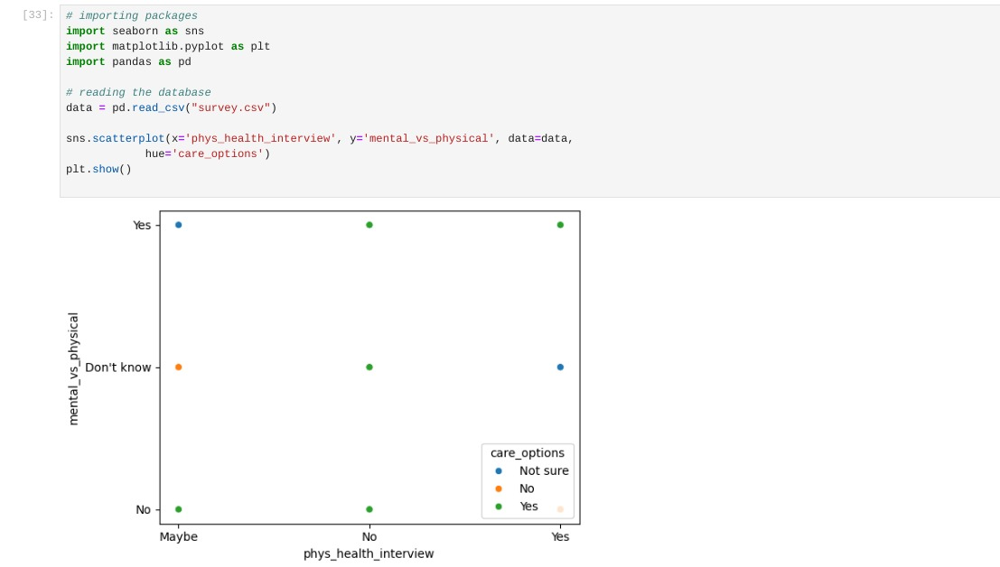 [33]:
# importing packages
import seaborn as sns
import matplotlib.pyplot as plt
import pandas as pd
# reading the database
data = pd.read_csv("survey.csv")
sns.scatterplot(x='phys_health_interview', y='mental_vs_physical', data=data,
hue='care_options')
plt.show()
Yes
mental_vs_physical
Don't know
No
care_options
Not sure
No
Yes
Maybe
No
Yes
phys_health_interview